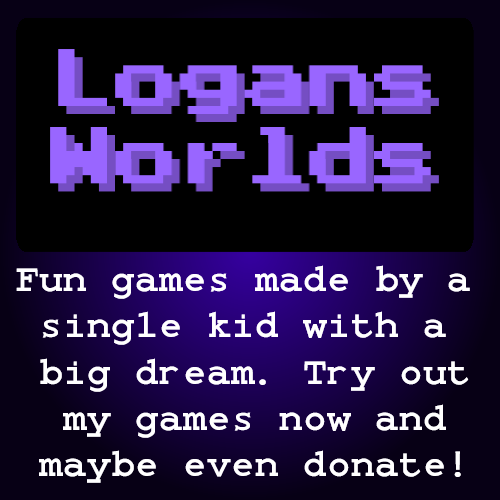 Logans
Worlds
Fun games made by a
single kid with a
big dream. Try out
my games now and
maybe even donate!